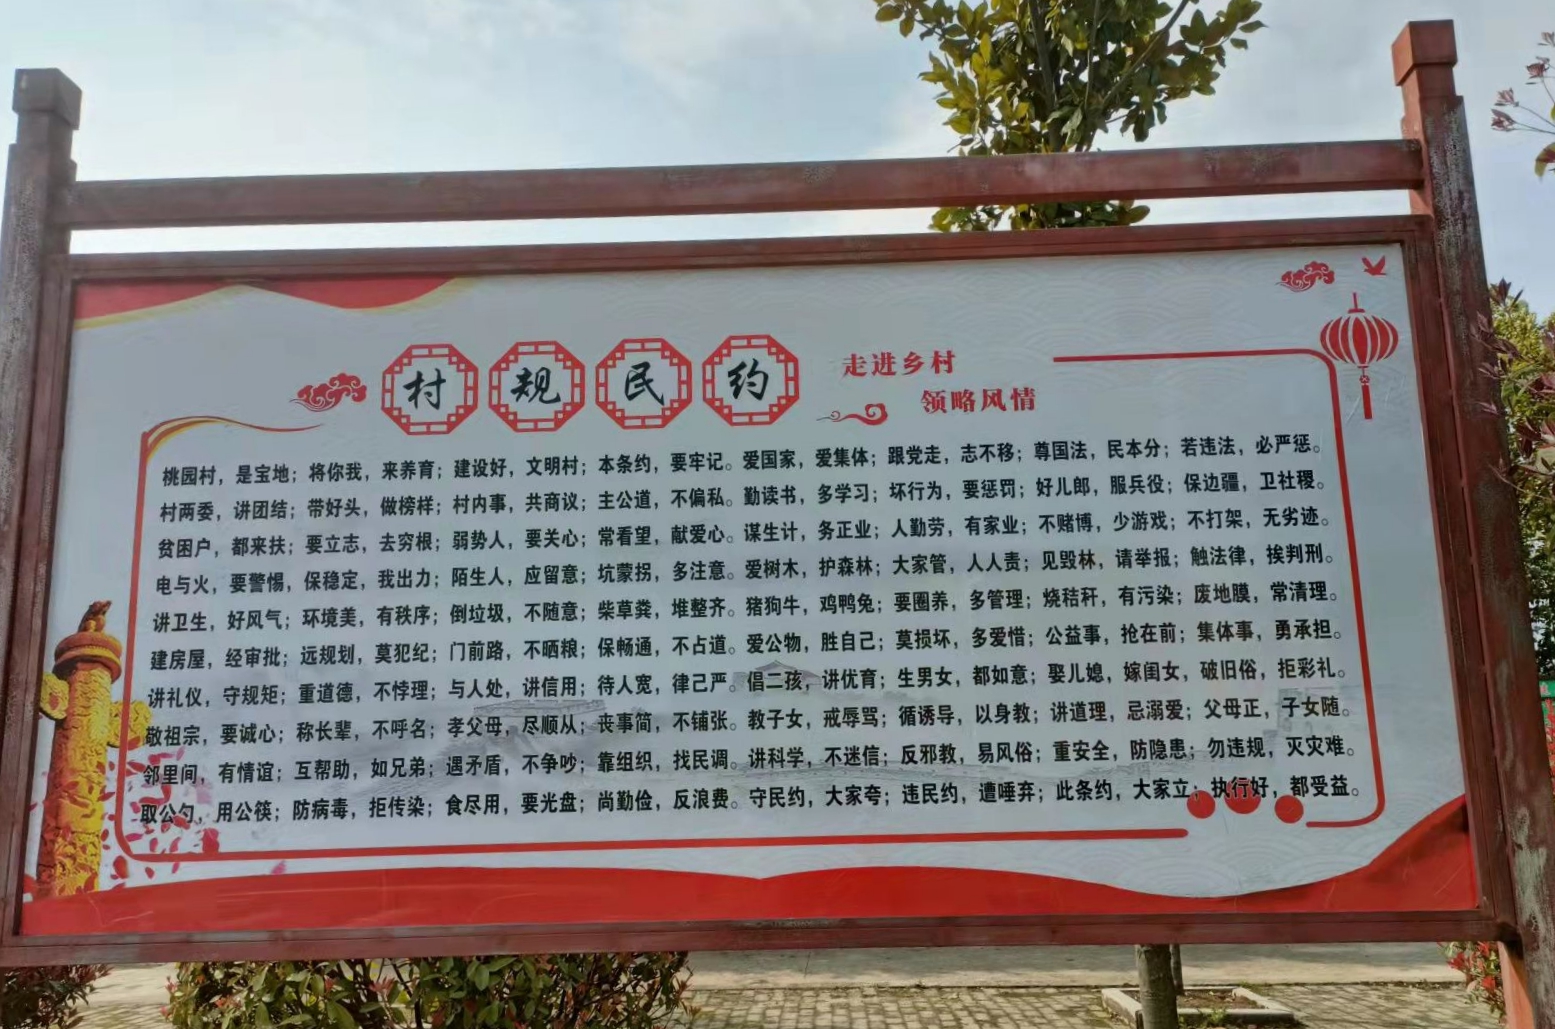 村规民约
走进乡村
领略风情
桃园村，是宝地；将你我，来养育；建设好，文明村；本条约，要牢记。爱国家，爱集体；跟党走，志不移；尊国法，民本分；若违法，必严惩。
村两委，讲团结；带好头，做榜样；村内事，共商议；主公道，不偏私。勤读书，多学习；坏行为，要惩罚；好儿郎，服兵役；保边疆，卫社稷。
贫困户，都来扶；要立志，去穷根；弱势人，要关心；常看望，献爱心。谋生计，务正业；人勤劳，有家业；不赌博，少游戏；不打架，无劣迹。
电与火，要警惕，保稳定，我出力；陌生人，应留意；坑蒙拐，多注意。爱树木，护森林；大家管，人人责；见毁林，请举报；触法律，挨判刑。
讲卫生，好风气；环境美，有秩序；倒垃圾，不随意；柴草粪，堆整齐。猪狗牛，鸡鸭兔；要圈养，多管理；烧秸秆，有污染；废地膜，常清理。
建房屋，经审批；远规划，莫犯纪；门前路，不晒粮；保畅通，不占道。爱公物，胜自己；莫损坏，多爱惜；公益事，抢在前；集体事，勇承担。
讲礼仪，守规矩；重道德，不悖理；与人处，讲信用；待人宽，律己严。倡二孩，讲优育；生男女，都如意；娶儿媳，嫁闺女，破旧俗，拒彩礼。
敬祖宗，要诚心；称长辈，不呼名；孝父母，尽顺从；丧事简，不铺张。教子女，戒辱骂；循诱导，以身教；讲道理，忌溺爱；父母正，子女随。
邻里间，有情谊；互帮助，如兄弟；遇矛盾，不争吵；靠组织，找民调。讲科学，不迷信；反邪教，易风俗；重安全，防隐患；勿违规，灭灾难。
取公勺，用公筷；防病毒，拒传染；食尽用，要光盘；尚勤俭，反浪费。守民约，大家夸；违民约，遭唾弃；此条约，大家立；执行好，都受益。